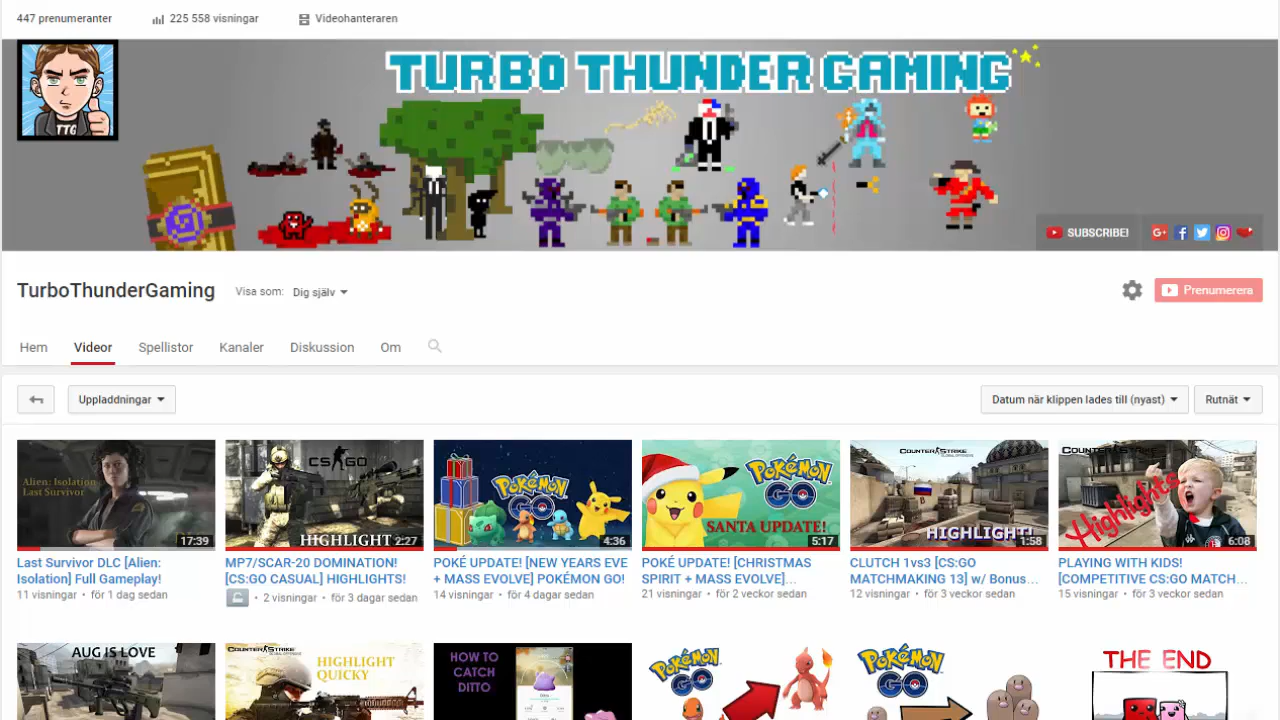 447 prenumeranter
225 558 visningar
Videohanteraren
TURBO THUNDER GAMING
TTG
SUBSCRIBE!
TurboThunderGaming
Visa som:
Dig själv
Prenumerera
Hem
Videor
Spellistor
Kanaler
Diskussion
Om
Uppladdningar
Datum när klippen lades till (nyast)
Rutnät
Alien: Isolation
Last Survivor
17:39
CS GO
HIGHLIGHT
2:27
POKÉMON
GO
4:36
POKÉMON
GO
SANTA UPDATE!
5:17
COUNTER STRIKE
GLOBAL OFFENSIVE
HIGHLIGHT!
1:58
COUNTER STRIKE
Highlights
6:08
Last Survivor DLC [Alien:
Isolation] Full Gameplay!
11 visningar • för 1 dag sedan
MP7/SCAR-20 DOMINATION!
[CS:GO CASUAL] HIGHLIGHTS!
• 2 visningar • för 3 dagar sedan
POKÉ UPDATE! [NEW YEARS EVE
+ MASS EVOLVE] POKÉMON GO!
14 visningar • för 4 dagar sedan
POKÉ UPDATE! [CHRISTMAS
SPIRIT + MASS EVOLVE]...
21 visningar • för 2 veckor sedan
CLUTCH 1vs3 [CS:GO
MATCHMAKING 13] w/ Bonus...
12 visningar • för 3 veckor sedan
PLAYING WITH KIDS!
[COMPETITIVE CS:GO MATCH...
15 visningar • för 3 veckor sedan
AUG IS LOVE
COUNTER STRIKE
GLOBAL OFFENSIVE
HIGHLIGHT
QUICKY
HOW TO
CATCH
DITTO
POKÉMON
GO
POKÉMON
GO
THE END